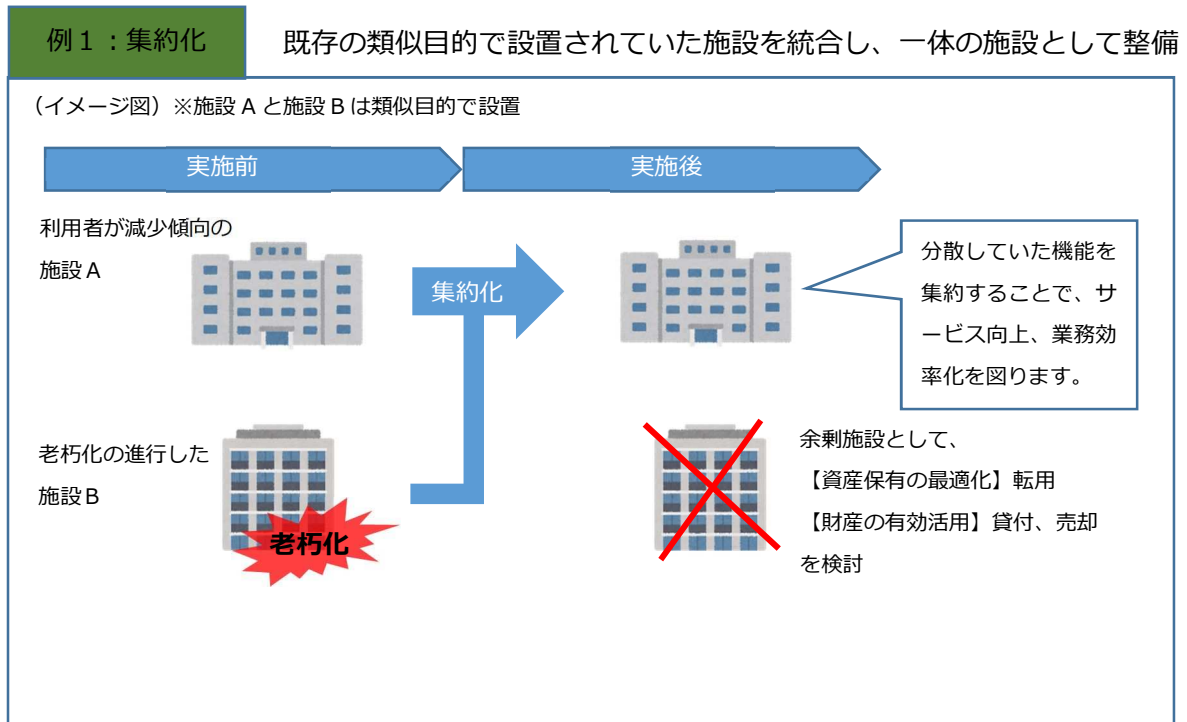 例1：集約化
既存の類似目的で設置されていた施設を統合し、一体の施設として整備
（イメージ図）※施設Aと施設Bは類似目的で設置
実施前
実施後
利用者が減少傾向の
施設A
集約化
分散していた機能を
集約することで、サ
ービス向上、業務効
率化を図ります。
老朽化の進行した
施設B
老朽化
余剰施設として、
【資産保有の最適化】転用
【財産の有効活用】貸付、売却
を検討